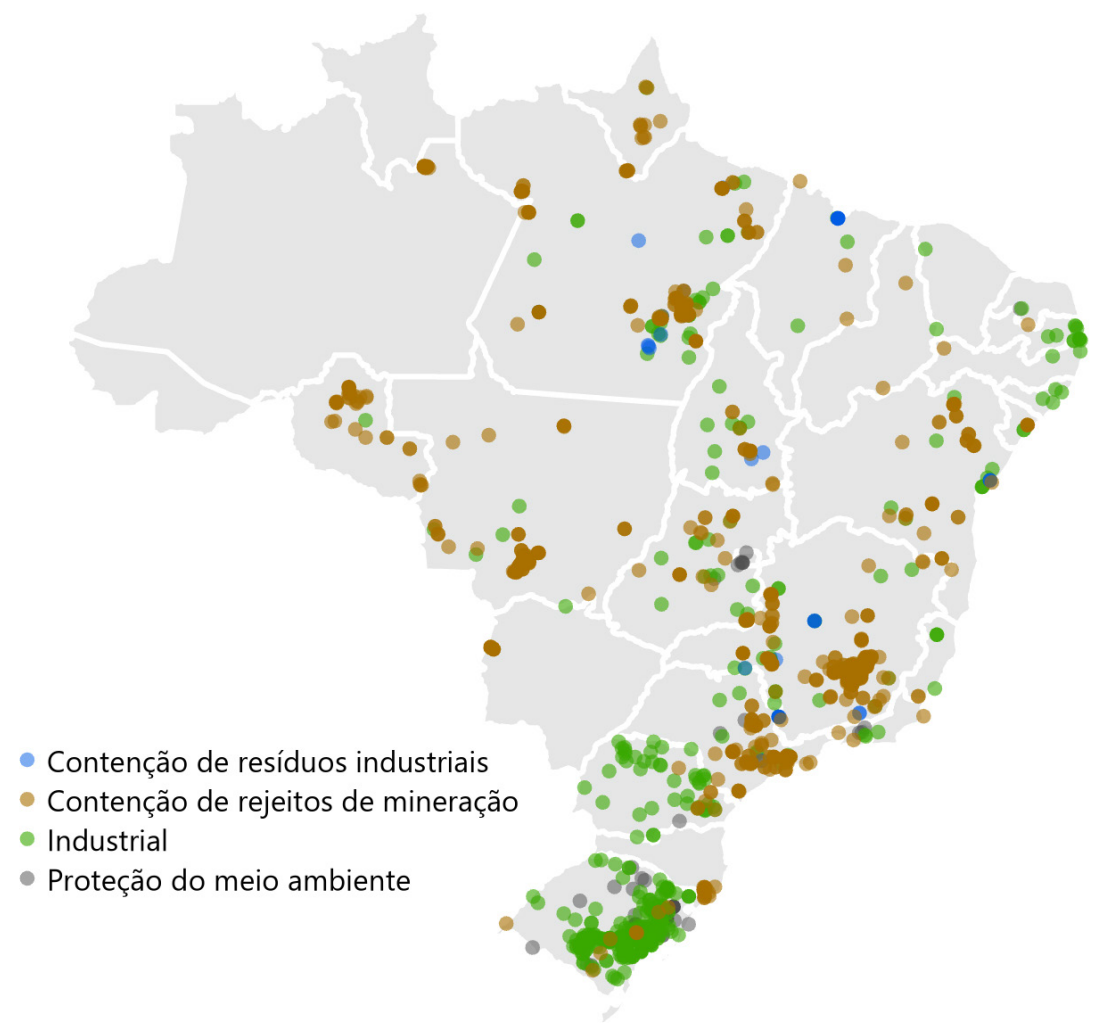 Contenção de resíduos industriais
Contenção de rejeitos de mineração
Industrial
Proteção do meio ambiente